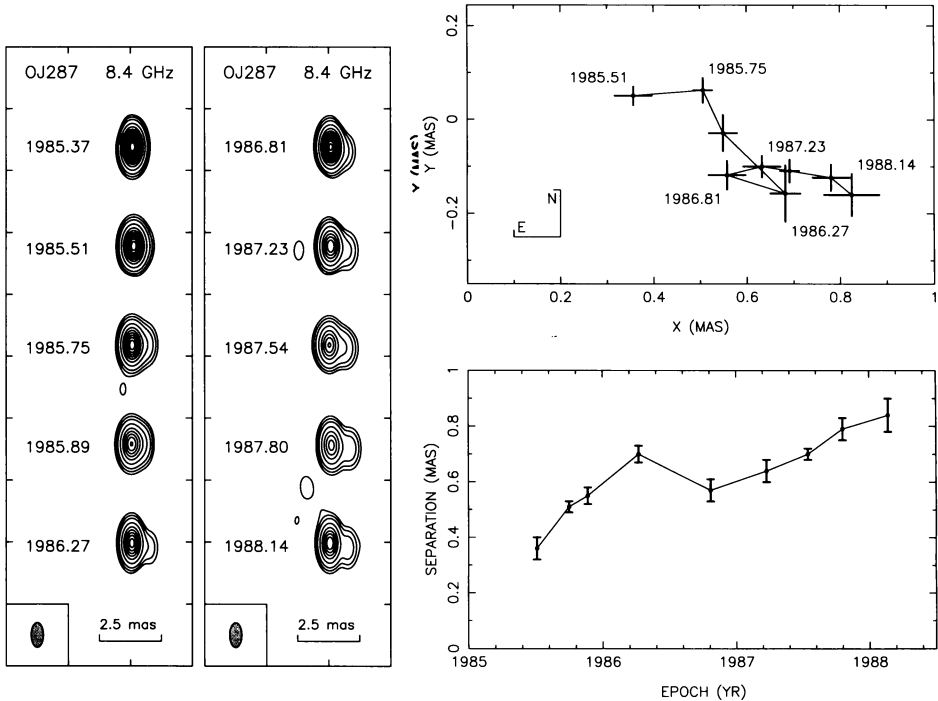 OJ287 8.4 GHz
1985.37
1985.51
1985.75
1985.89
1986.27
2.5 mas
OJ287 8.4 GHz
1986.81
1987.23
1987.54
1987.80
1988.14
2.5 mas
0.2
0
−0.2
Y (MAS)
1985.51
1985.75
1987.23
1988.14
1986.81
1986.27
N
E
0 0.2 0.4 0.6 0.8 1
X (MAS)
1
0.8
0.6
0.4
0.2
0
SEPARATION (MAS)
1985 1986 1987 1988
EPOCH (YR)